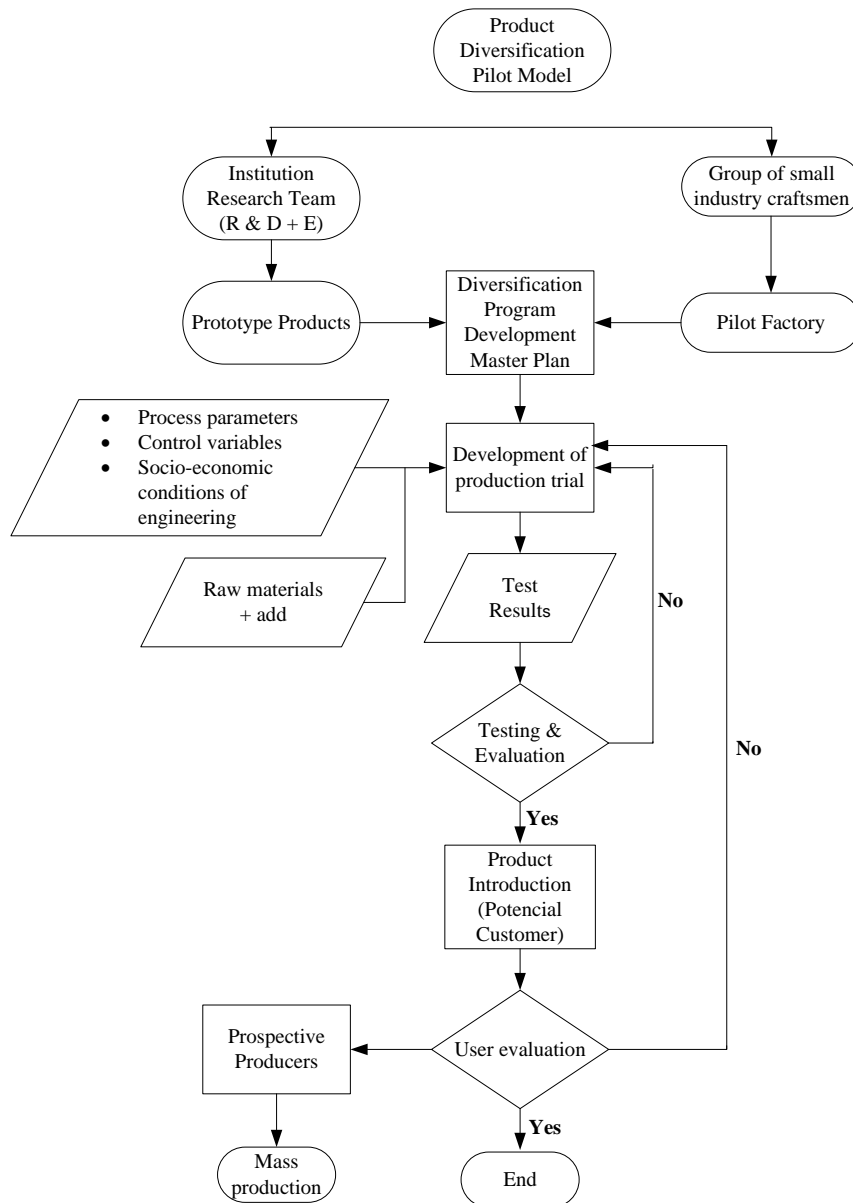 Product
Diversification
Pilot Model
Institution
Research Team
(R & D + E)
Group of small
industry craftsmen
Prototype Products
Diversification
Program
Development
Master Plan
Pilot Factory
• Process parameters
• Control variables
• Socio-economic
conditions of
engineering
Development of
production trial
Raw materials
+ add
Test
Results
No
Testing &
Evaluation
No
Yes
Product
Introduction
(Potencial
Customer)
Prospective
Producers
User evaluation
Yes
Mass
production
End